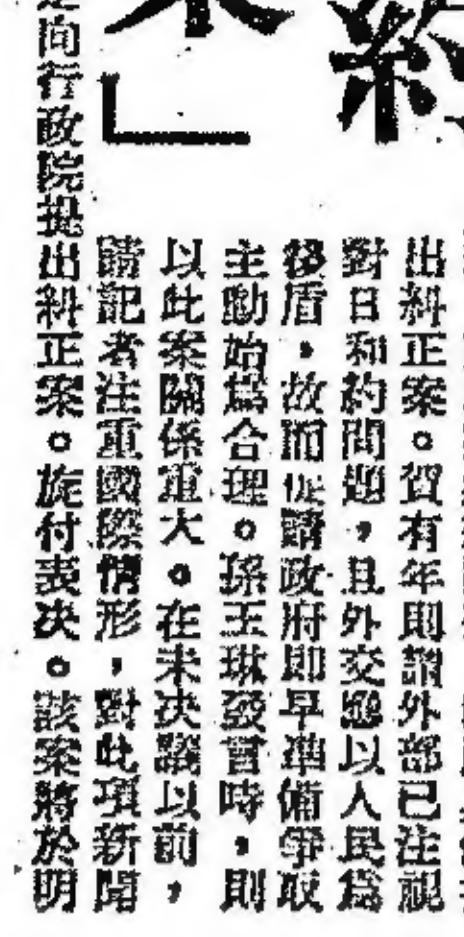 約
」
出糾正案。賀有年則謂外部已注視
對日和約問題，且外交應以人民爲
盾，故而促請政府即早準備爭取
主動始爲合理。孫玉琳發言時，則
以此案關係重大。在未决議以前，
請記者注重國際情形，對此項新聞
向行政院提出糾正案。旋付表决。該案將於明